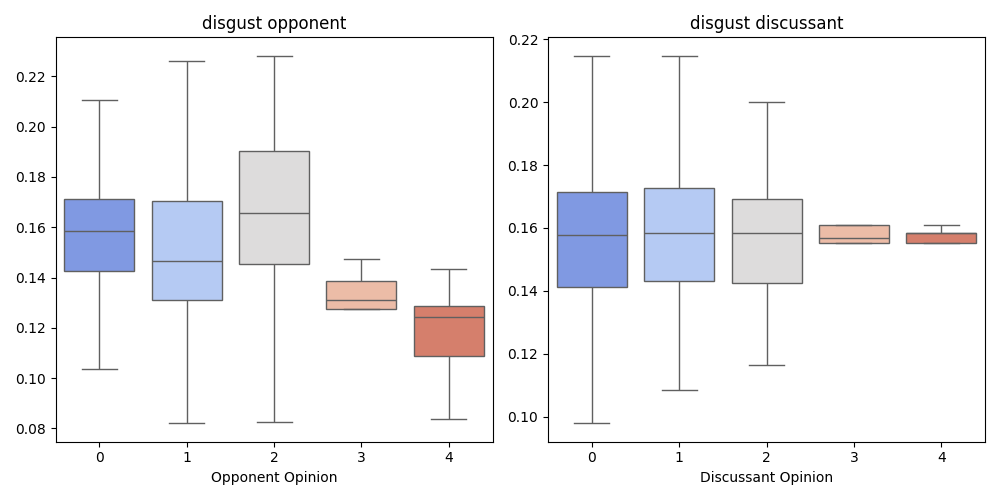 disgust opponent
0.22
0.20
0.18
0.16
0.14
0.12
0.10
0.08
0 1 2 3 4
Opponent Opinion
disgust discussant
0.22
0.20
0.18
0.16
0.14
0.12
0.10
0 1 2 3 4
Discussant Opinion